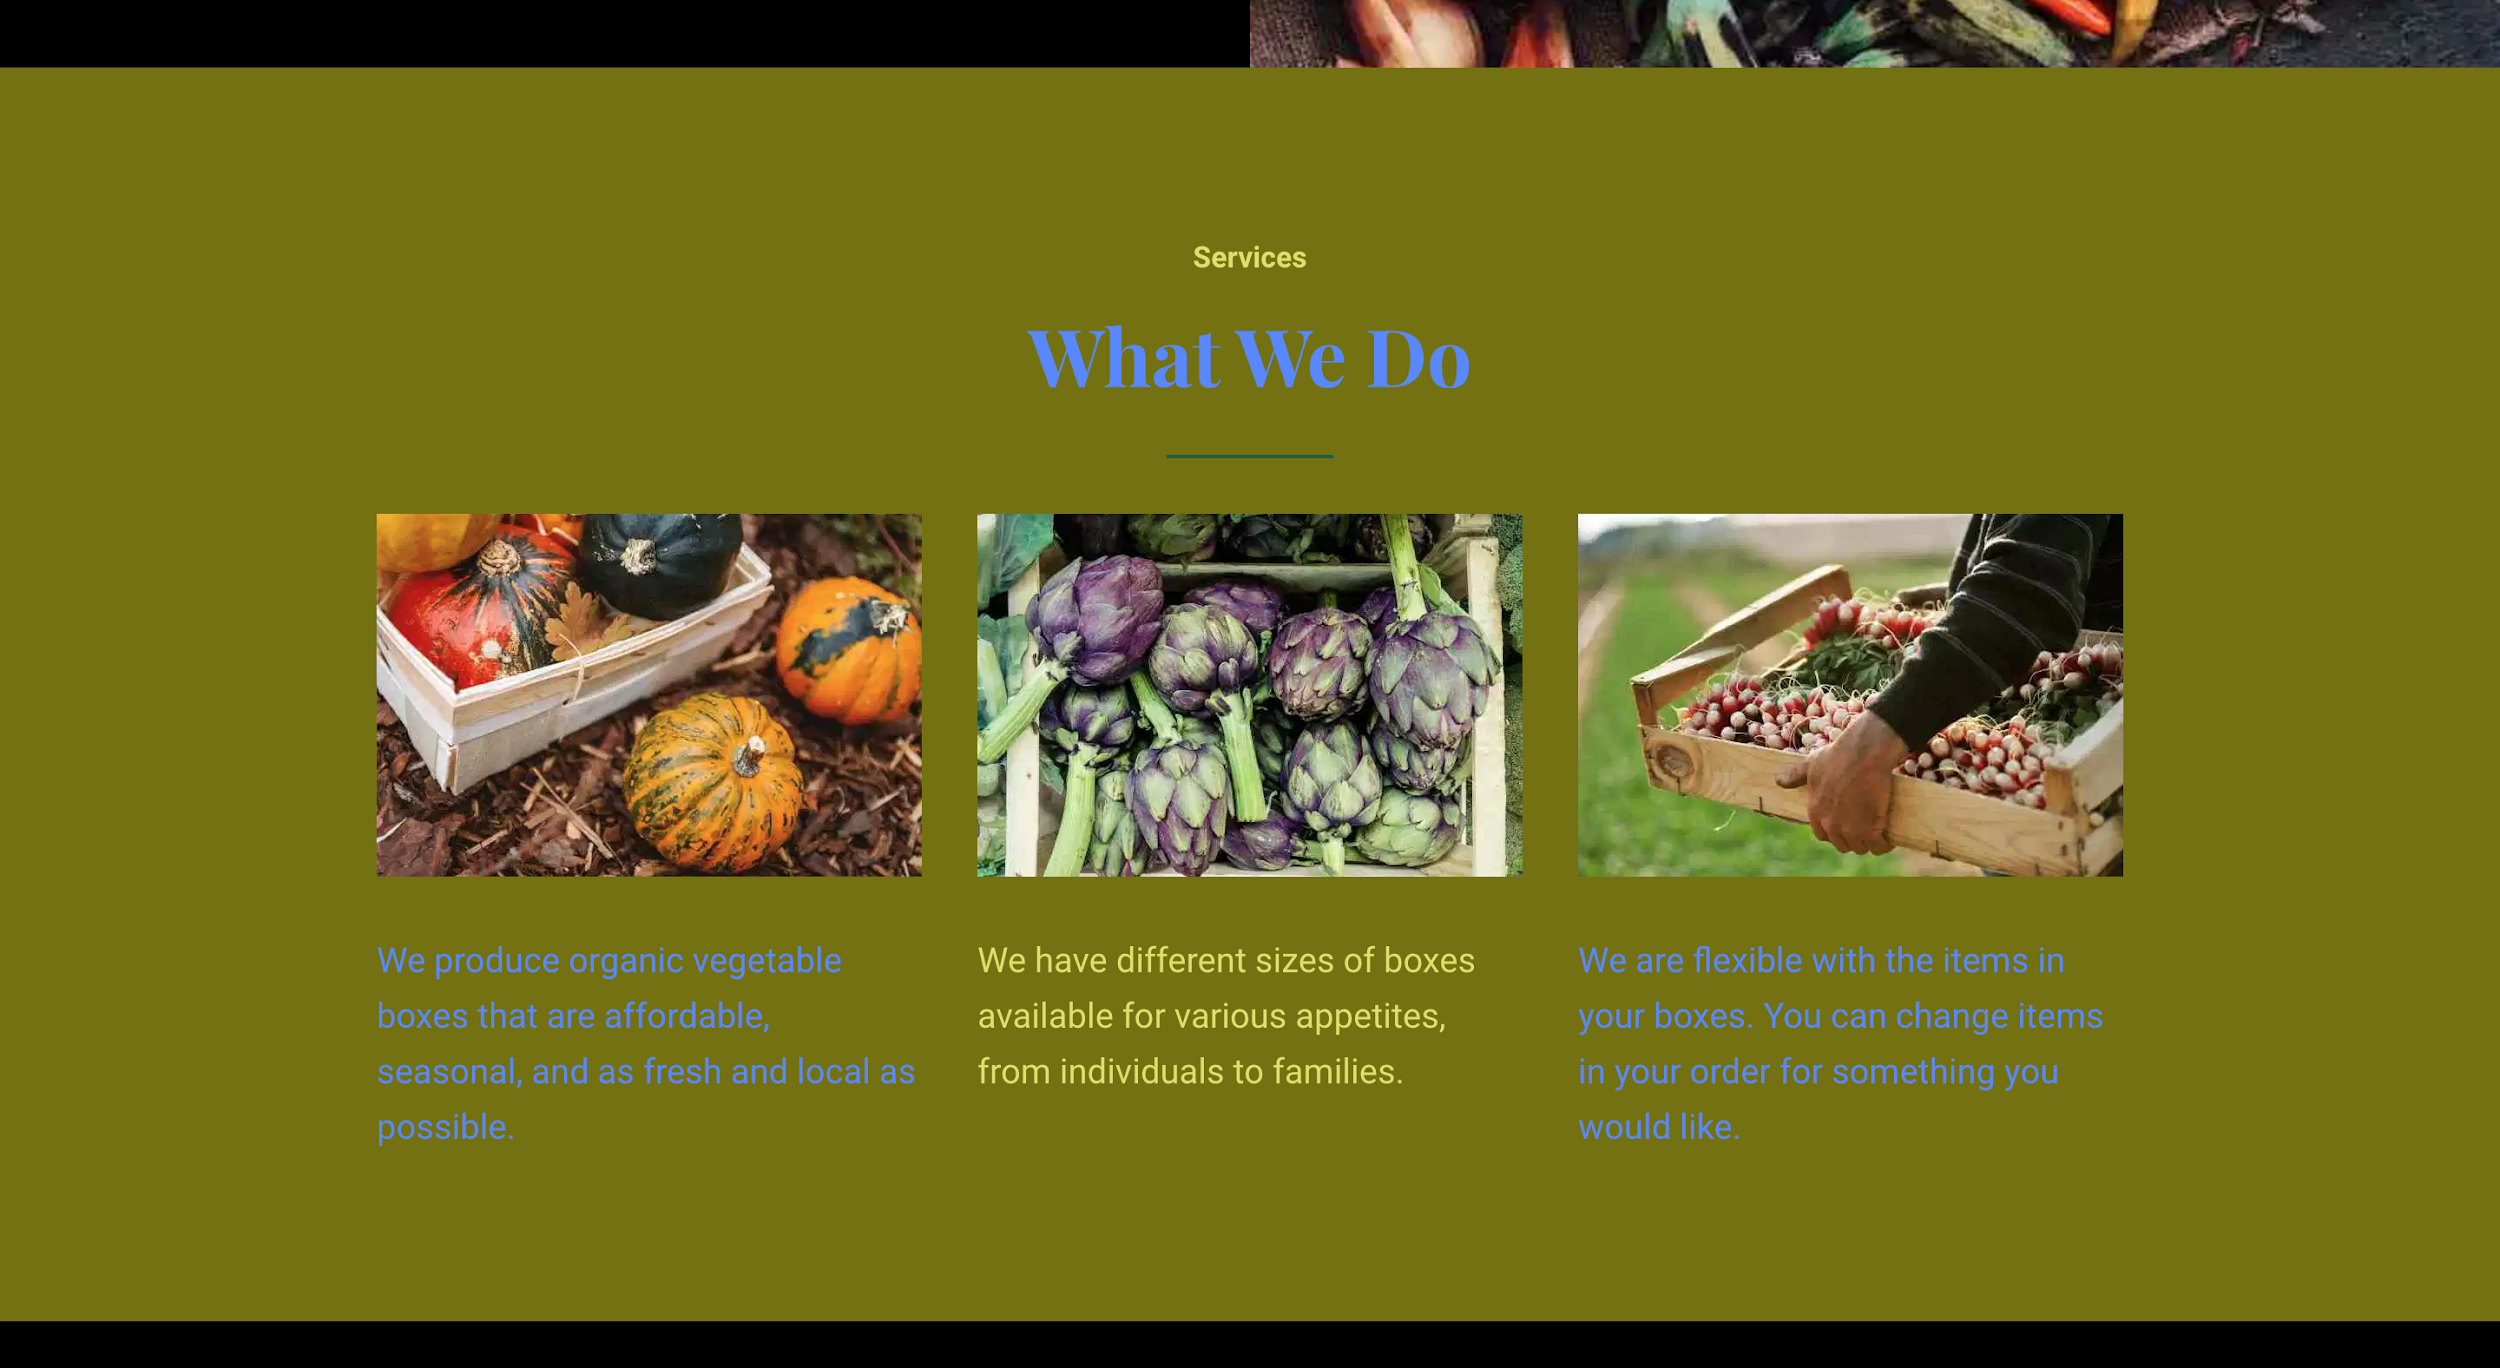 Services
What We Do
We produce organic vegetable
boxes that are affordable,
seasonal, and as fresh and local as
possible.
We have different sizes of boxes
available for various appetites,
from individuals to families.
We are flexible with the items in
your boxes. You can change items
in your order for something you
would like.